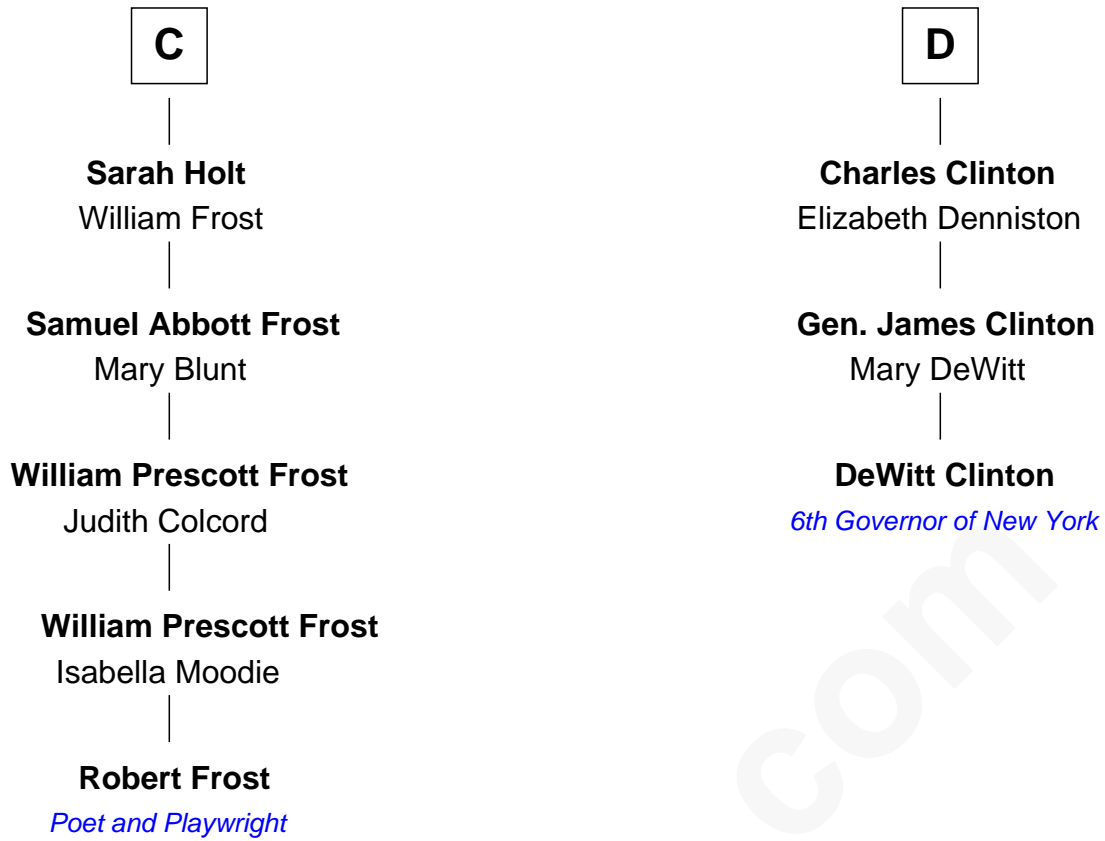 C
Sarah Holt
William Frost
Samuel Abbott Frost
Mary Blunt
William Prescott Frost
Judith Colcord
William Prescott Frost
Isabella Moodie
Robert Frost
Poet and Playwright
D
Charles Clinton
Elizabeth Denniston
Gen. James Clinton
Mary DeWitt
DeWitt Clinton
6th Governor of New York
com